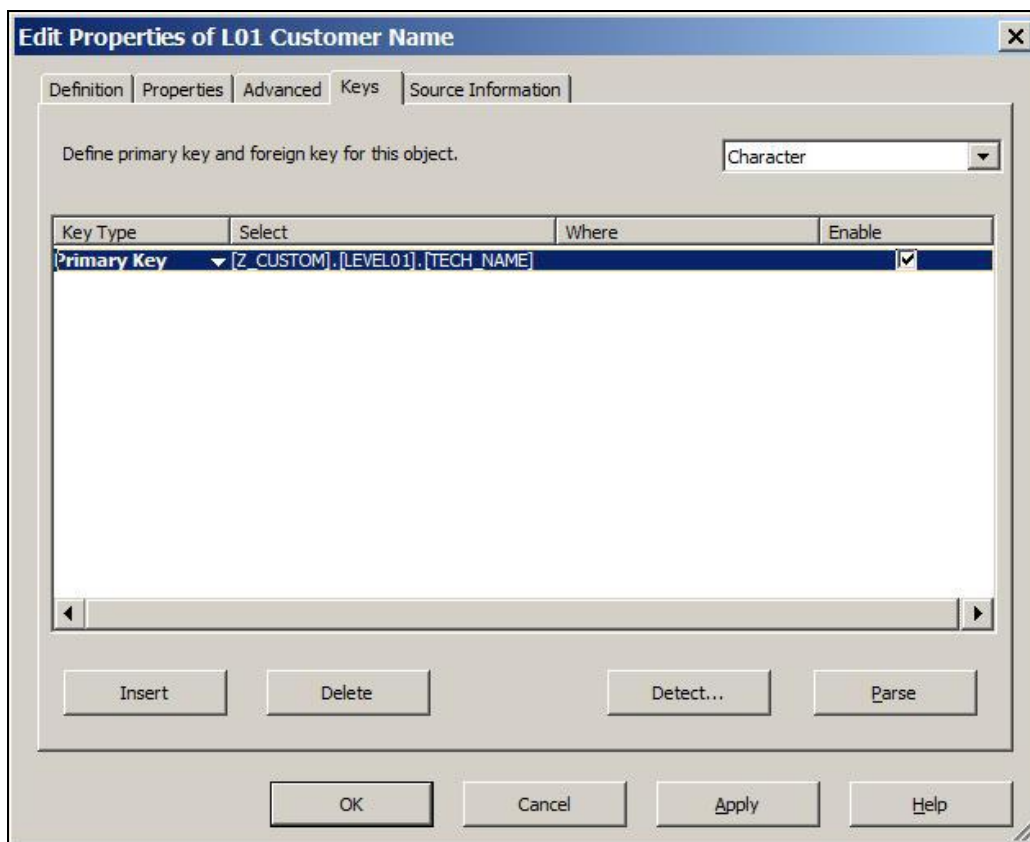 Edit Properties of L01 Customer Name
Definition Properties Advanced Keys Source Information
Define primary key and foreign key for this object. Character
Key Type Select Where Enable
Primary Key [Z_CUSTOM].[LEVEL01].[TECH_NAME]
Insert Delete Detect... Parse
OK Cancel Apply Help